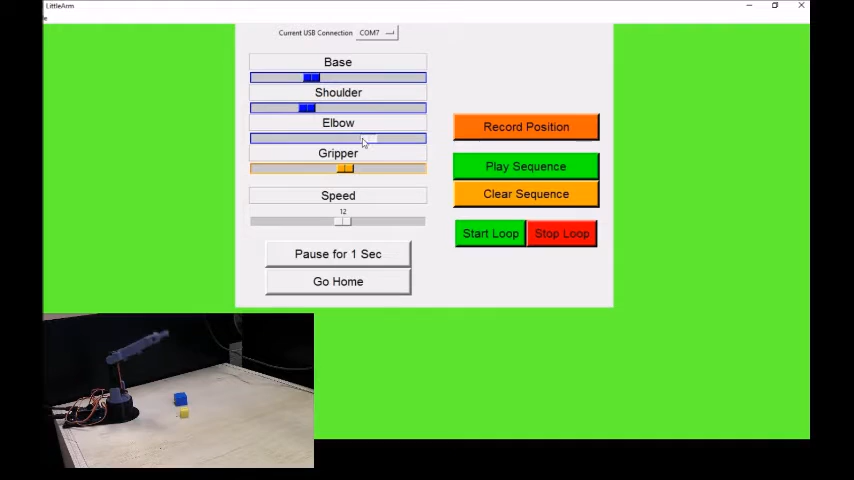 LittleArm
Current USB Connection COM7
Base
Shoulder
Elbow
Gripper
Speed
12
Pause for 1 Sec
Go Home
Record Position
Play Sequence
Clear Sequence
Start Loop Stop Loop